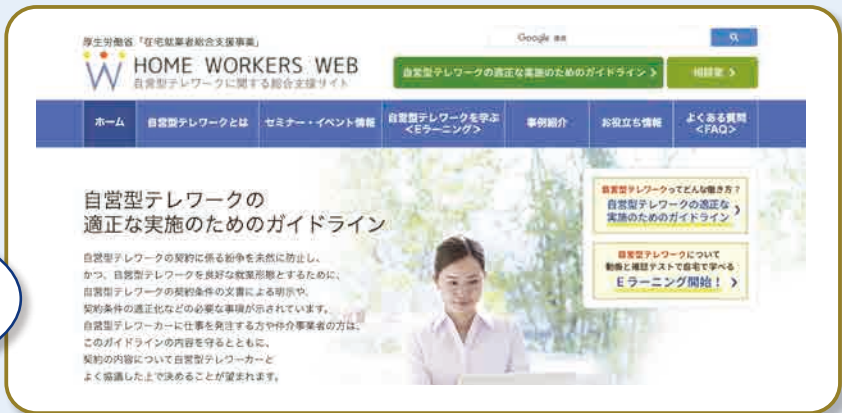 厚生労働省「在宅就業者総合支援事業」
Google 検索
HOME WORKERS WEB
自営型テレワークに関する総合支援サイト
自営型テレワークの適正な実施のためのガイドライン
相談室
ホーム
自営型テレワークとは
セミナー・イベント情報
自営型テレワークを学ぶ
<Eラーニング>
事例紹介
お役立ち情報
よくある質問
<FAQ>
自営型テレワークの
適正な実施のためのガイドライン
自営型テレワークの契約に係る紛争を未然に防止し、
かつ、自営型テレワークを良好な就業
形態とするために、
自営型テレワークの契約条件の文書による明示や、
契約条件の適正化などの必要な事項が示されています。
自営型テレワーカーに仕事を発注する方や仲介事業者の方は、
このガイドラインの内容を守るとともに、
契約の内容について自営型テレワーカーと
よく協議した上で決めることが望まれます。
自営型テレワークってどんな働き方?
自営型テレワークの適正な
実施のためのガイドライン
自営型テレワークについて
動画と確認テストで自宅で学べる
Eラーニング開始!